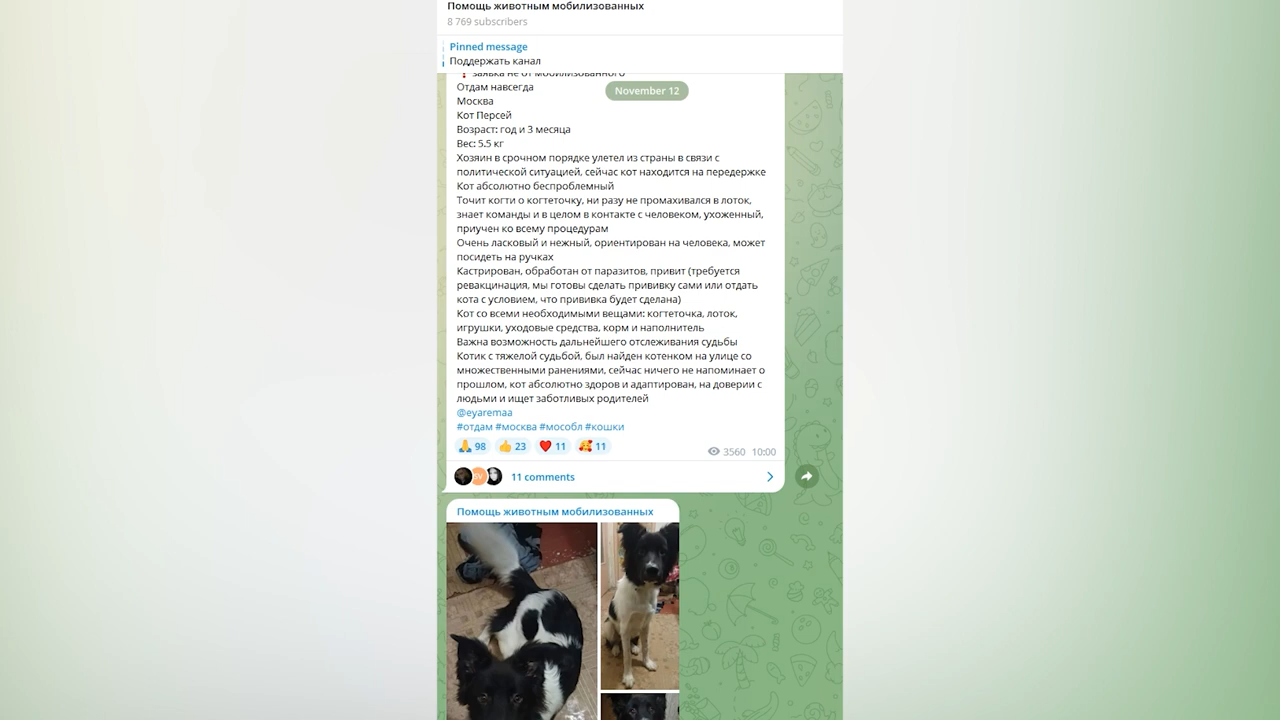 Помощь животным мобилизованных
8 769 subscribers
Pinned message
Поддержать канал
заявка не от мобилизованного
November 12
Отдам навсегда
Москва
Кот Персей
Возраст: год и 3 месяца
Вес: 5.5 кг
Хозяин в срочном порядке улетел из страны в связи с
политической ситуацией, сейчас кот находится на передержке
Кот абсолютно беспроблемный
Точит когти о когтеточку, ни разу не промахивался в лоток,
знает команды и в целом в контакте с человеком, ухоженный,
приучен ко всему процедурам
Очень ласковый и нежный, ориентирован на человека, может
посидеть на ручках
Кастрирован, обработан от паразитов, привит (требуется
ревакцинация, мы готовы сделать прививку сами или отдать
кота с условием, что прививка будет сделана)
Кот со всеми необходимыми вещами: когтеточка, лоток,
игрушки, уходовые средства, корм и наполнитель
Важна возможность дальнейшего отслеживания судьбы
Котик с тяжелой судьбой, был найден котенком на улице со
множественными ранениями, сейчас ничего не напоминает о
прошлом, кот абсолютно здоров и адаптирован, на доверии с
людьми и ищет заботливых родителей
@eyaremaa
#отдам #москва #мособл #кошки
98 23 11 11
3560 10:00
SV
11 comments
Помощь животным мобилизованных